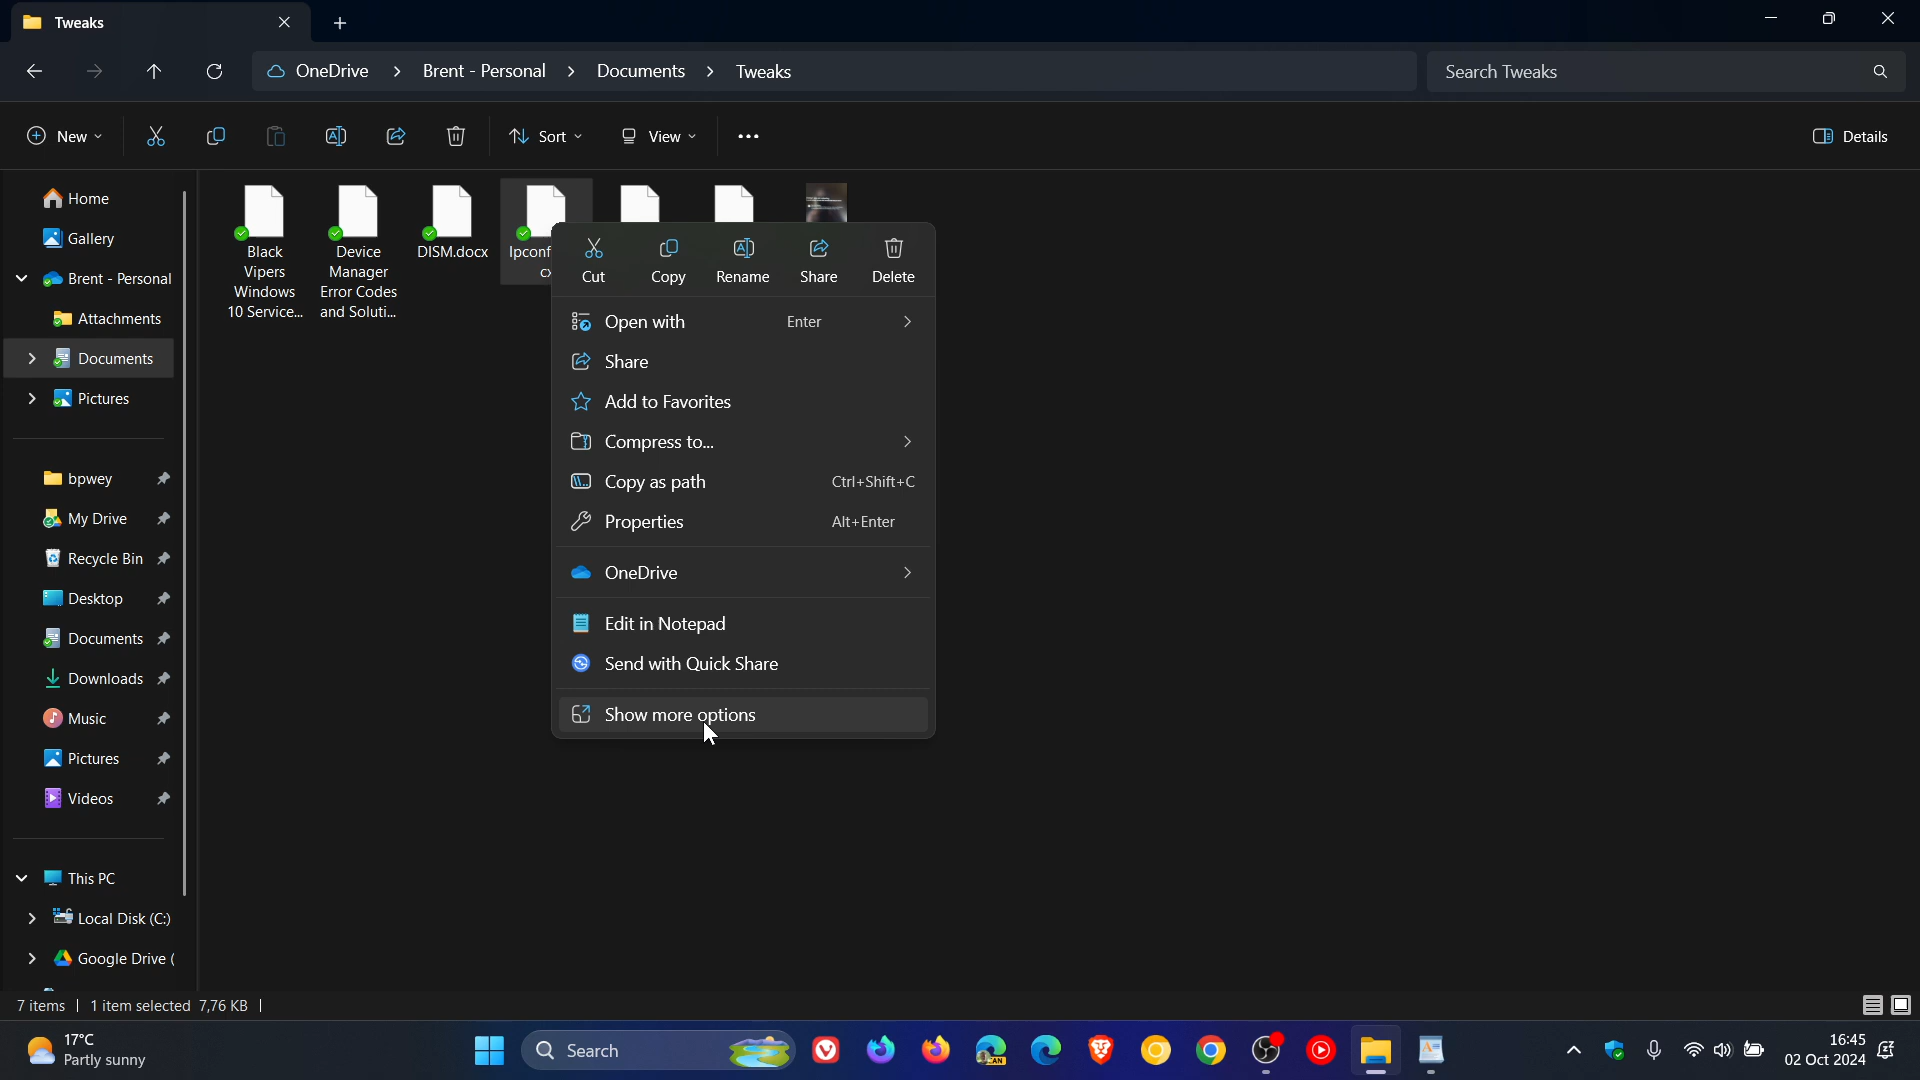 Tweaks
OneDrive > Brent - Personal > Documents > Tweaks
Search Tweaks
New
Sort
View
Details
Home
Gallery
Brent - Personal
Attachments
Documents
Pictures
bpwey
My Drive
Recycle Bin
Desktop
Documents
Downloads
Music
Pictures
Videos
This PC
Local Disk (C:)
Google Drive (
Black
Vipers
Windows
10 Service...
Device
Manager
Error Codes
and Soluti...
DISM.docx
Ipconf
Cut
Copy
Rename
Share
Delete
Open with Enter
Share
Add to Favorites
Compress to...
Copy as path Ctrl+Shift+C
Properties Alt+Enter
OneDrive
Edit in Notepad
Send with Quick Share
Show more options
7 items | 1 item selected 7,76 KB |
17°C
Partly sunny
Search
CAN
16:45
02 Oct 2024